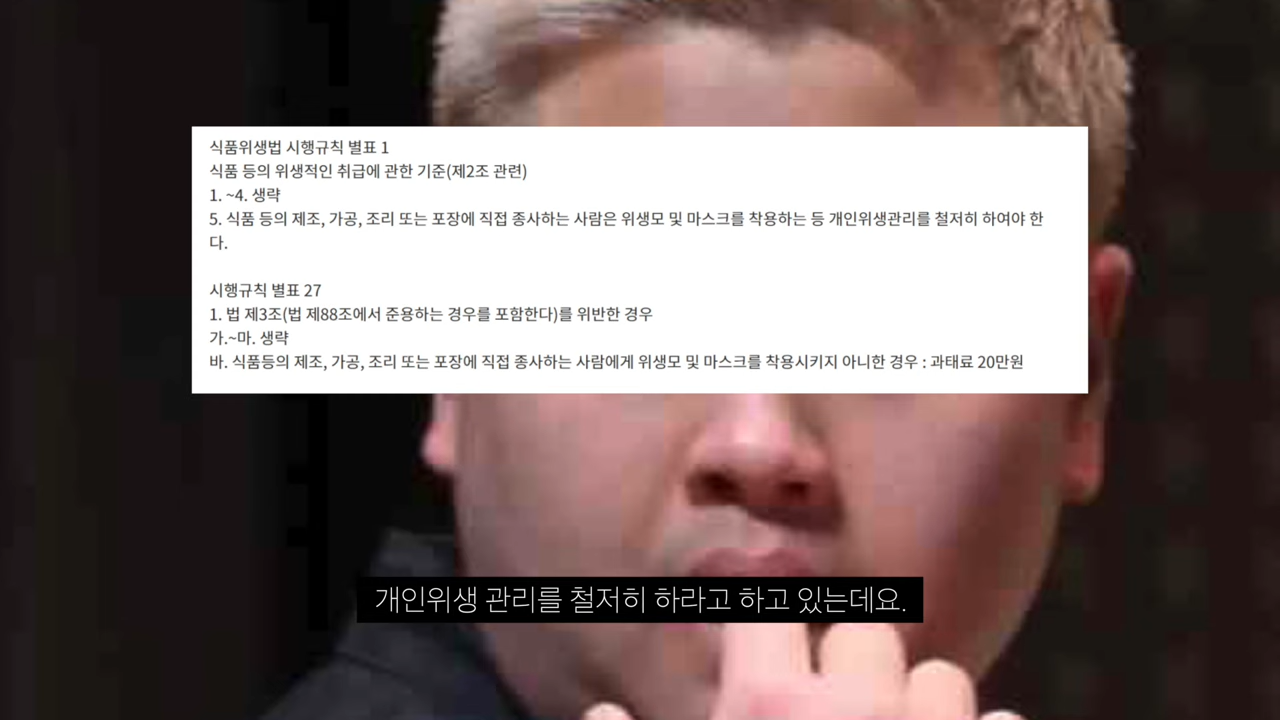 식품위생법 시행규칙 별표 1
식품 등의 위생적인 취급에 관한 기준(제2조 관련)
1. ~4. 생략
5. 식품 등의 제조, 가공, 조리 또는 포장에 직접 종사하는 사람은 위생모 및 마스크를 착용하는 등 개인위생관리를 철저히 하여야 한
다.
시행규칙 별표 27
1. 법 제3조(법 제88조에서 준용하는 경우를 포함한다)를 위반한 경우
가.~마. 생략
바. 식품등의 제조, 가공, 조리 또는 포장에 직접 종사하는 사람에게 위생모 및 마스크를 착용시키지 아니한 경우 : 과태료 20만원
개인위생 관리를 철저히 하라고 하고 있는데요.